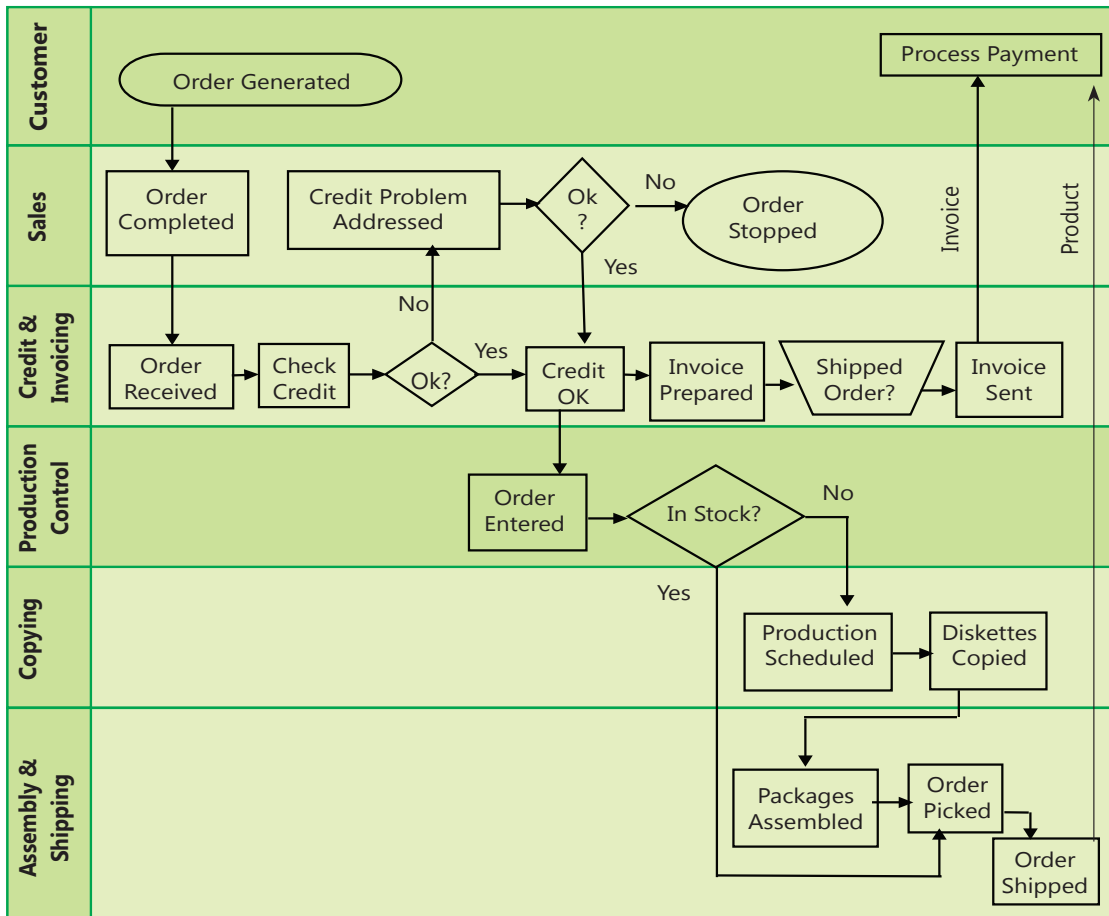 Customer
Order Generated
Process Payment
Sales
Order
Completed
Credit Problem
Addressed
Ok
?
No
Order
Stopped
Yes
No
Invoice
Product
Credit &
Invoicing
Order
Received
Check
Credit
Ok?
Yes
Credit
OK
Invoice
Prepared
Shipped
Order?
Invoice
Sent
Production
Control
Order
Entered
In Stock?
No
Yes
Copying
Production
Scheduled
Diskettes
Copied
Assembly &
Shipping
Packages
Assembled
Order
Picked
Order
Shipped